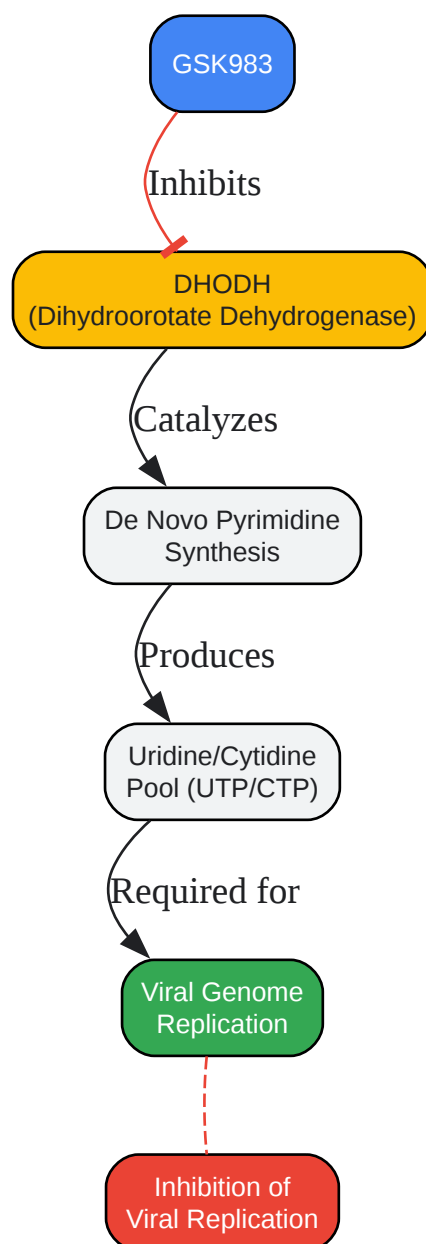 GSK983
Inhibits
DHODH
(Dihydroorotate Dehydrogenase)
Catalyzes
De Novo Pyrimidine
Synthesis
Produces
Uridine/Cytidine
Pool (UTP/CTP)
Required for
Viral Genome
Replication
Inhibition of
Viral Replication